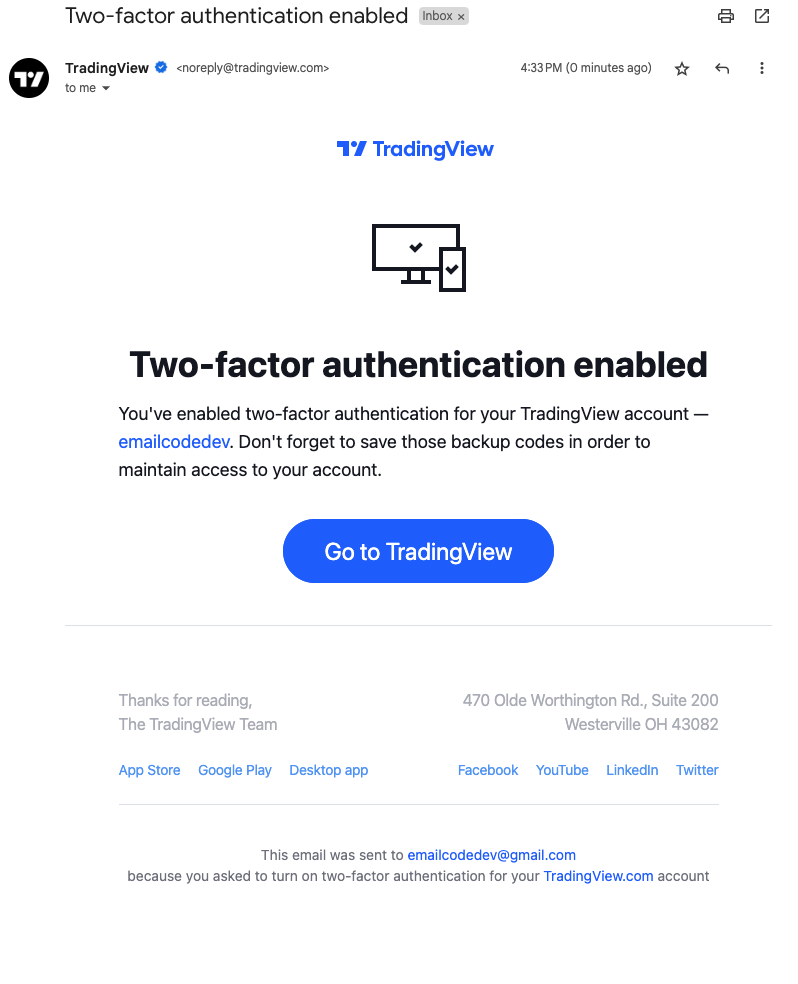 Two-factor authentication enabled Inbox ×
TradingView <noreply@tradingview.com> 4:33 PM (0 minutes ago)
to me
TradingView
Two-factor authentication enabled
You've enabled two-factor authentication for your TradingView account —
emailcodedev. Don't forget to save those backup codes in order to
maintain access to your account.
Go to TradingView
Thanks for reading,
The TradingView Team
470 Olde Worthington Rd., Suite 200
Westerville OH 43082
App Store Google Play Desktop app
Facebook YouTube LinkedIn Twitter
This email was sent to emailcodedev@gmail.com
because you asked to turn on two-factor authentication for your TradingView.com account